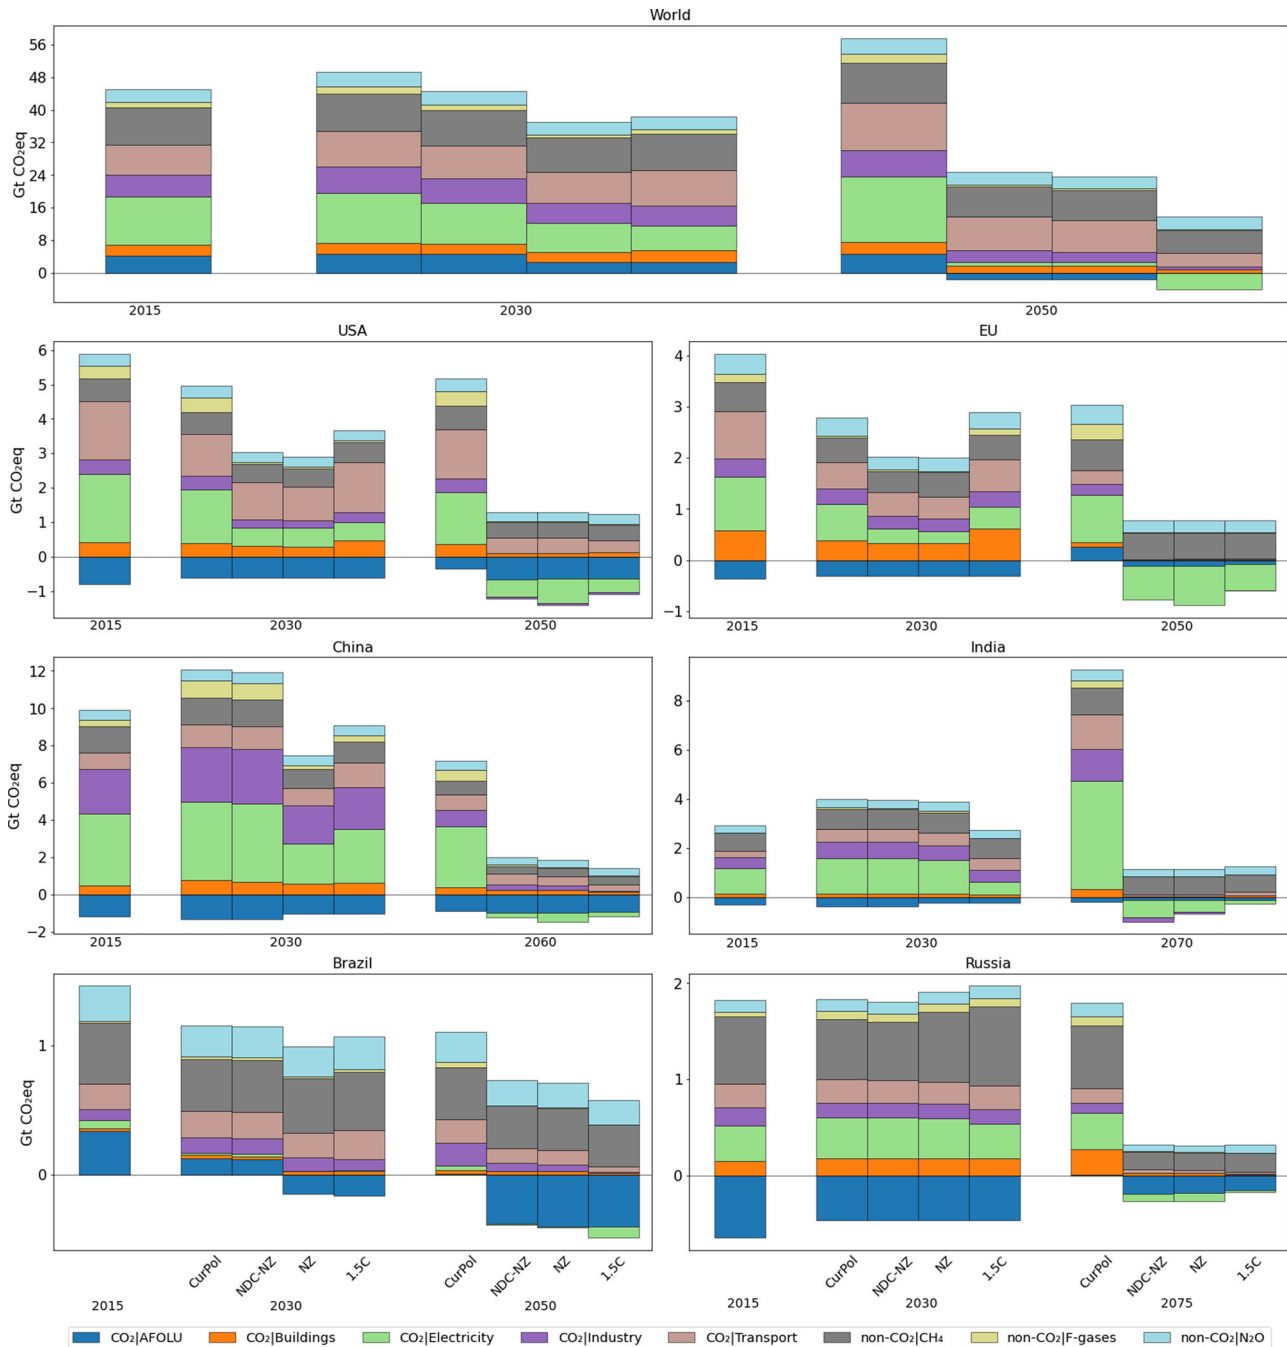 World
Gt CO₂eq
56
48
40
32
24
16
8
0
2015 2030 2050
USA EU
Gt CO₂eq
6
5
4
3
2
1
0
−1
4
3
2
1
0
−1
2015 2030 2050 2015 2030 2050
China India
Gt CO₂eq
12
10
8
6
4
2
0
−2
8
6
4
2
0
2015 2030 2060 2015 2030 2070
Brazil Russia
Gt CO₂eq
1
0
2
1
0
CurPol NDC-NZ NZ 1.5C CurPol NDC-NZ NZ 1.5C CurPol NDC-NZ NZ 1.5C CurPol NDC-NZ NZ 1.5C
2015 2030 2050 2015 2030 2075
CO₂|AFOLU CO₂|Buildings CO₂|Electricity CO₂|Industry CO₂|Transport non-CO₂|CH₄ non-CO₂|F-gases non-CO₂|N₂O